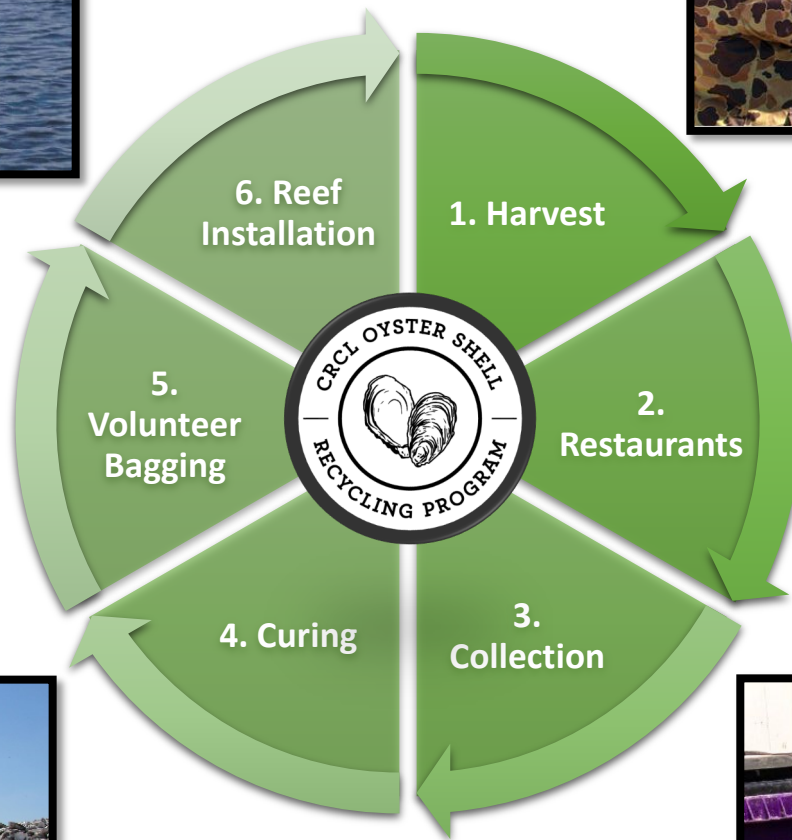 1. Harvest
2.
Restaurants
3.
Collection
4. Curing
5.
Volunteer
Bagging
6. Reef
Installation
CRCL OYSTER SHELL
RECYCLING PROGRAM